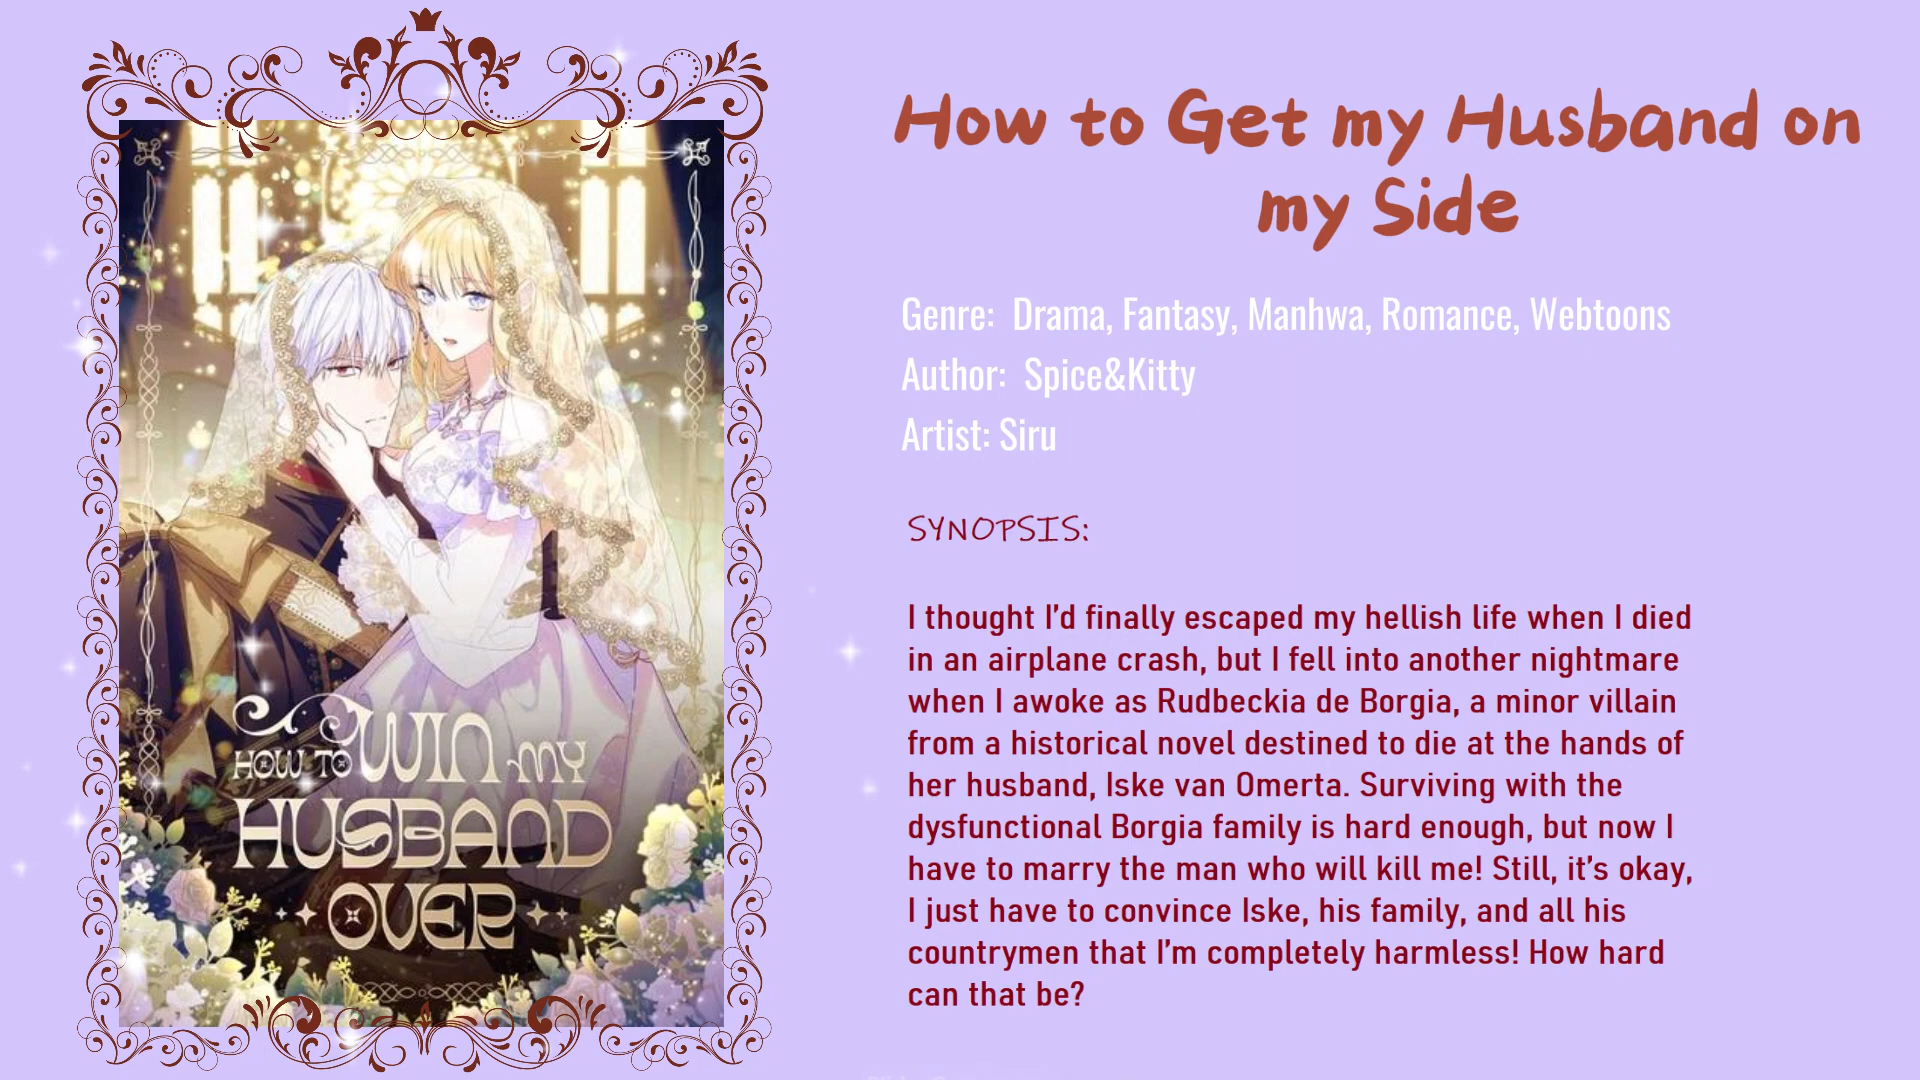 How to Get my Husband on
my Side
Genre: Drama, Fantasy, Manhwa, Romance, Webtoons
Author: Spice&Kitty
Artist: Siru
SYNOPSIS:
I thought I'd finally escaped my hellish life when I died
in an airplane crash, but I fell into another nightmare
when I awoke as Rudbeckia de Borgia, a minor villain
from a historical novel destined to die at the hands of
her husband, Iske van Omerta. Surviving with the
dysfunctional Borgia family is hard enough, but now I
have to marry the man who will kill me! Still, it's okay,
I just have to convince Iske, his family, and all his
countrymen that I'm completely harmless! How hard
can that be?
HOW TO WIN MY
HUSBAND
OVER